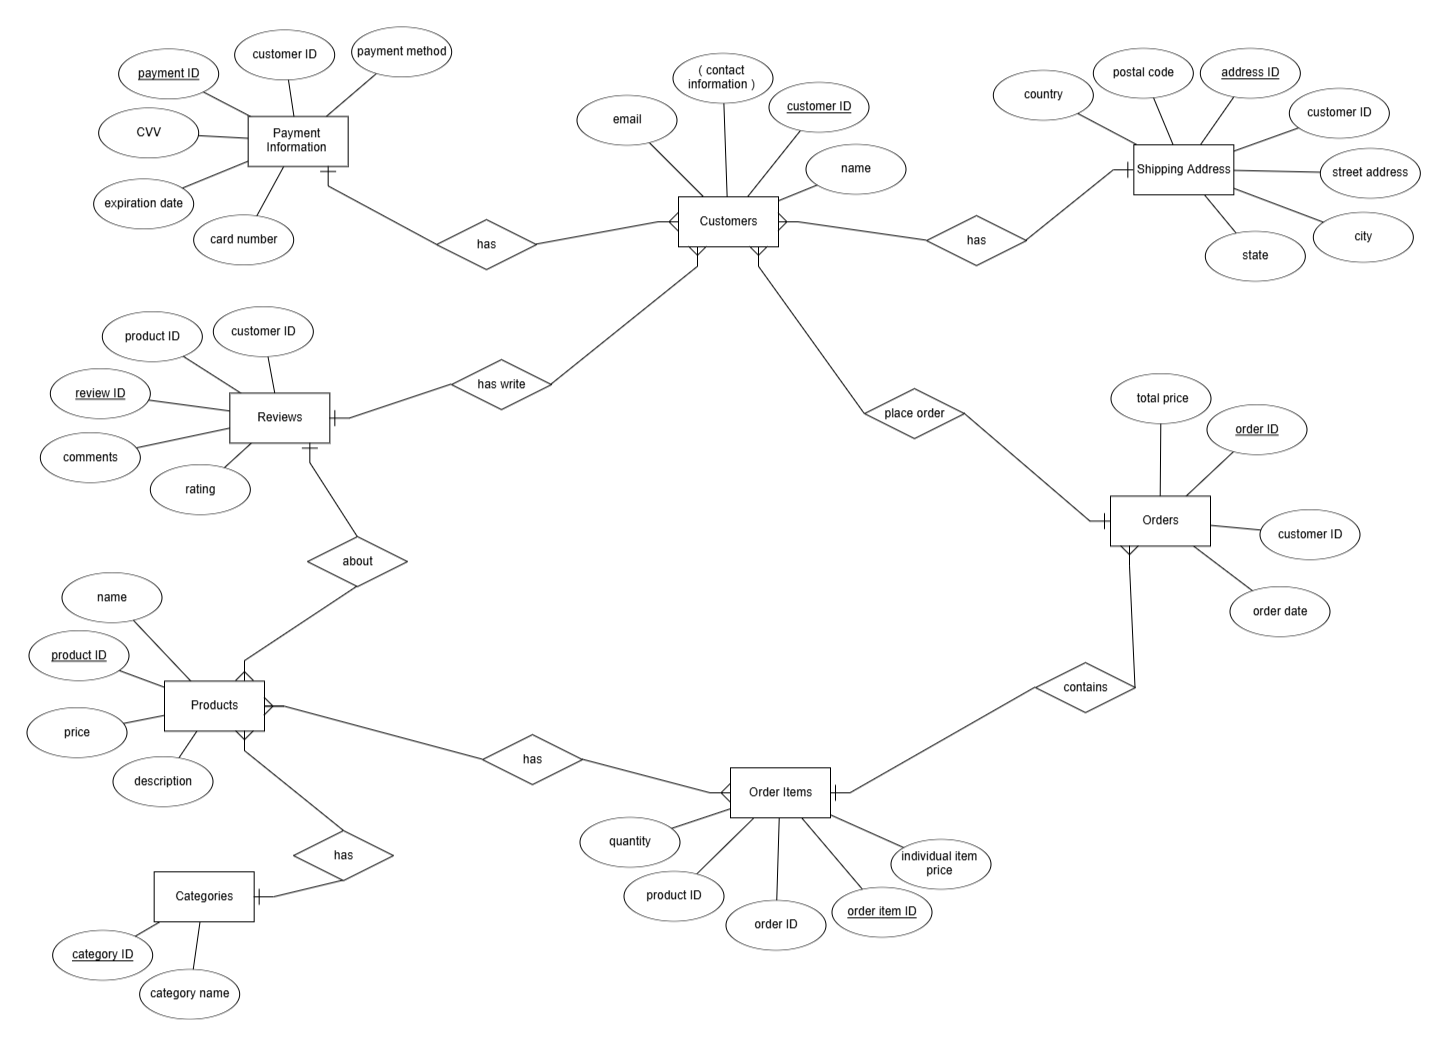 payment ID
customer ID
payment method
CVV
Payment
Information
expiration date
card number
has
( contact
information )
email
customer ID
name
Customers
has
country
postal code
address ID
customer ID
Shipping Address
street address
city
state
product ID
customer ID
review ID
Reviews
comments
rating
has write
place order
total price
order ID
Orders
customer ID
order date
about
name
product ID
Products
price
description
has
contains
Order Items
quantity
product ID
order ID
order item ID
individual item
price
has
Categories
category ID
category name